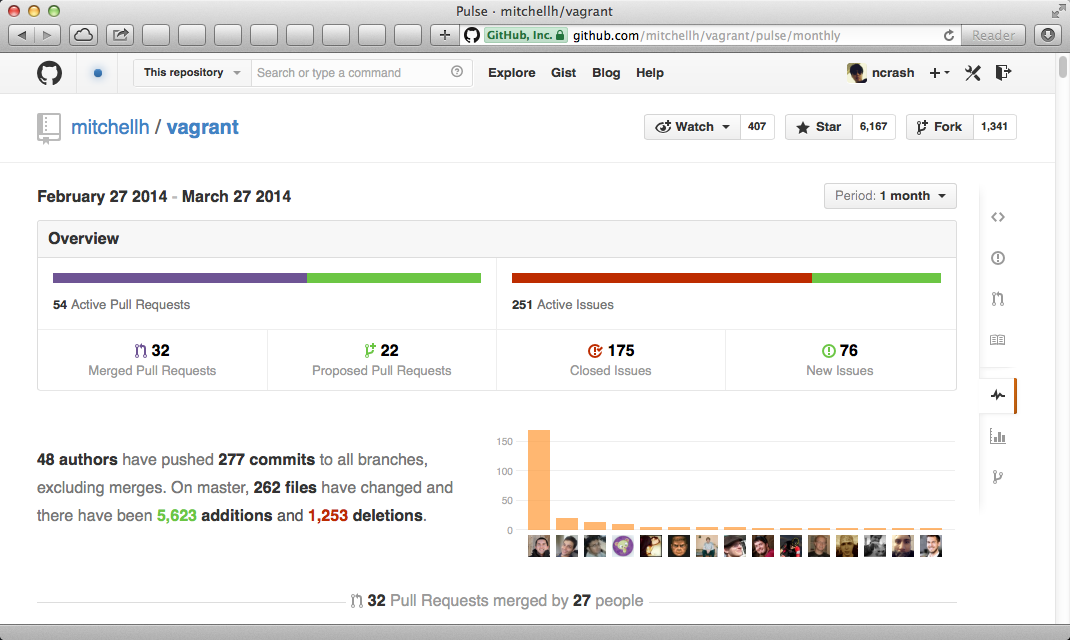 Pulse · mitchellh/vagrant
GitHub, Inc. github.com/mitchellh/vagrant/pulse/monthly Reader
This repository Search or type a command Explore Gist Blog Help ncrash
mitchellh / vagrant Watch 407 Star 6,167 Fork 1,341
February 27 2014 - March 27 2014 Period: 1 month
Overview
54 Active Pull Requests 251 Active Issues
32 22 175 76
Merged Pull Requests Proposed Pull Requests Closed Issues New Issues
48 authors have pushed 277 commits to all branches,
excluding merges. On master, 262 files have changed and
there have been 5,623 additions and 1,253 deletions.
150
100
50
0
32 Pull Requests merged by 27 people